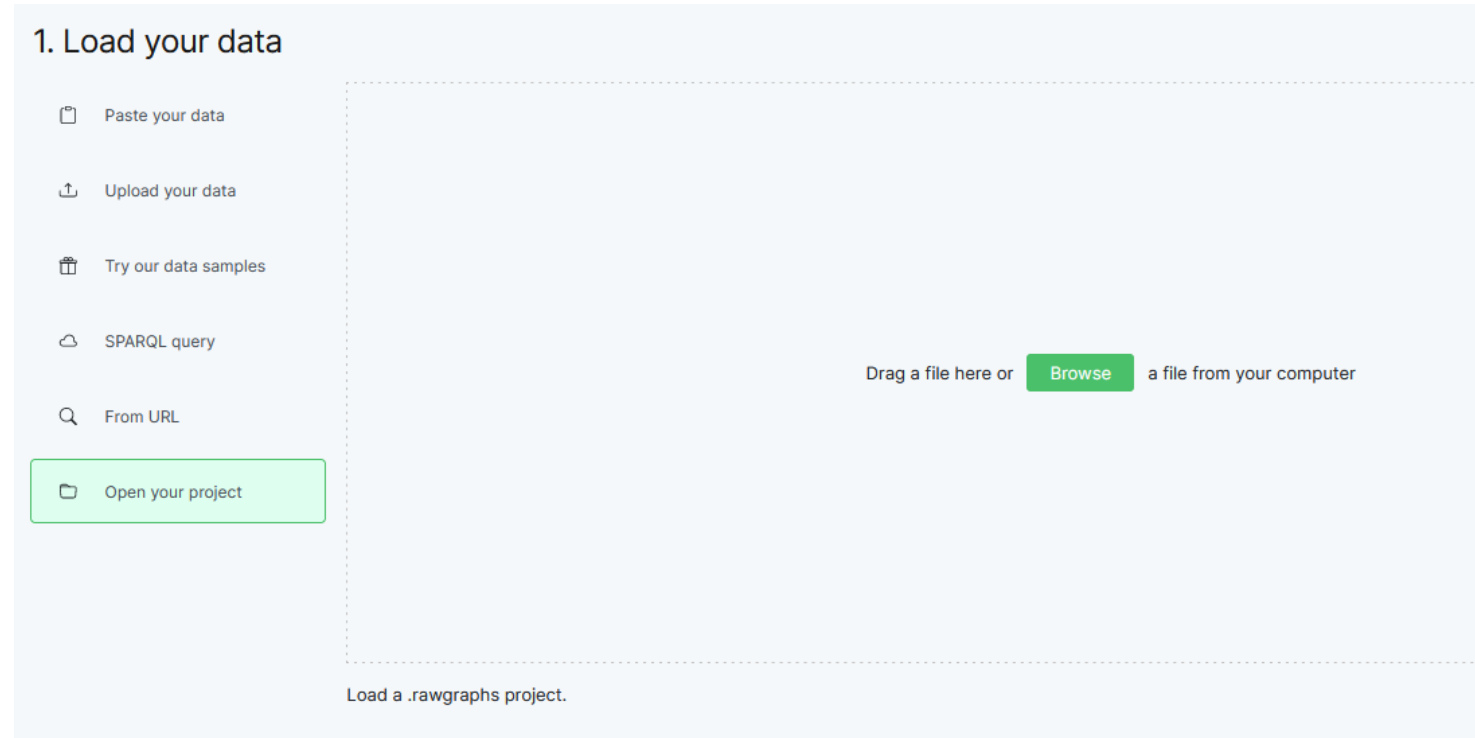 1. Load your data
Paste your data
Upload your data
Try our data samples
SPARQL query
From URL
Open your project
Drag a file here or Browse a file from your computer
Load a .rawgraphs project.